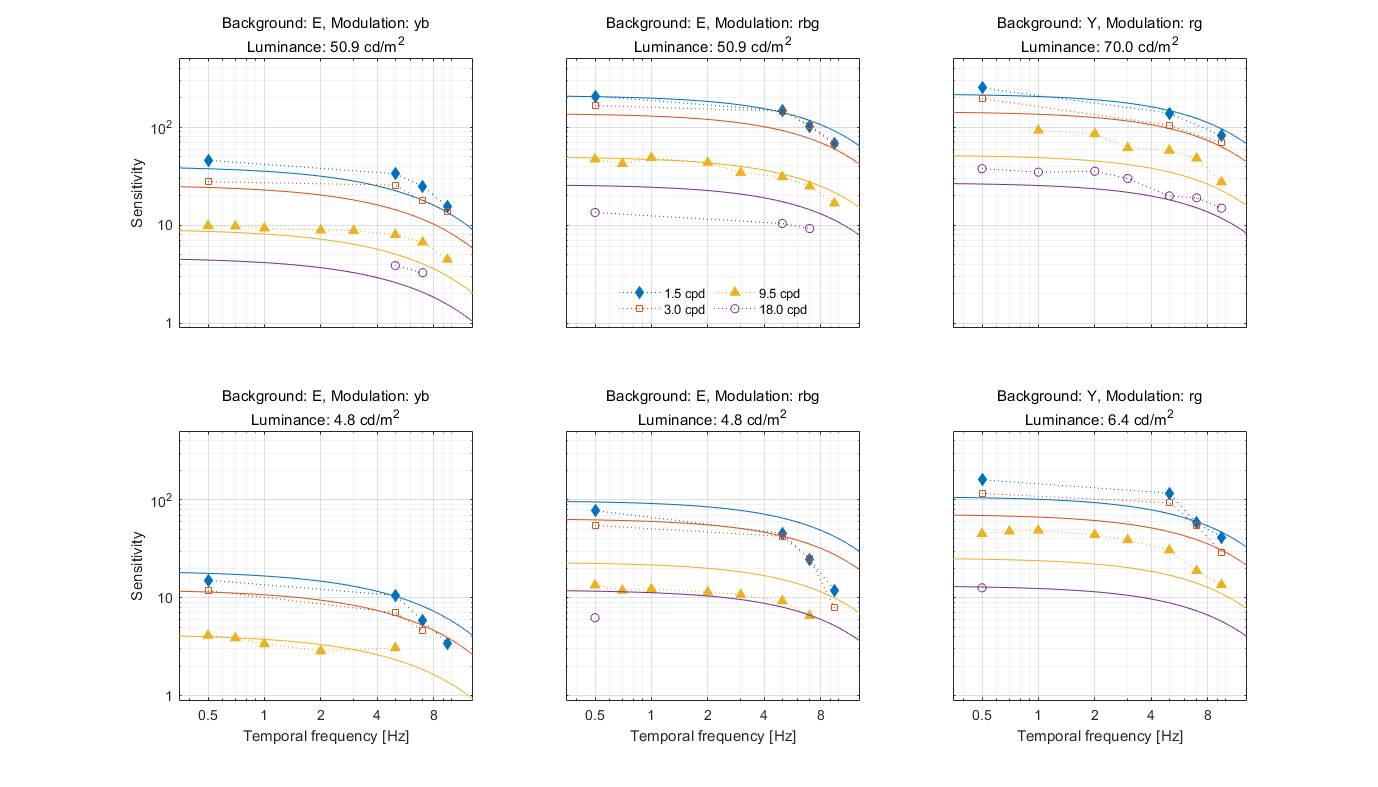 Background: E, Modulation: yb
Luminance: 50.9 cd/m²
Background: E, Modulation: rbg
Luminance: 50.9 cd/m²
Background: Y, Modulation: rg
Luminance: 70.0 cd/m²
Sensitivity
10²
10
1
1.5 cpd
9.5 cpd
3.0 cpd
18.0 cpd
Background: E, Modulation: yb
Luminance: 4.8 cd/m²
Background: E, Modulation: rbg
Luminance: 4.8 cd/m²
Background: Y, Modulation: rg
Luminance: 6.4 cd/m²
Sensitivity
10²
10
1
0.5 1 2 4 8
0.5 1 2 4 8
0.5 1 2 4 8
Temporal frequency [Hz]
Temporal frequency [Hz]
Temporal frequency [Hz]